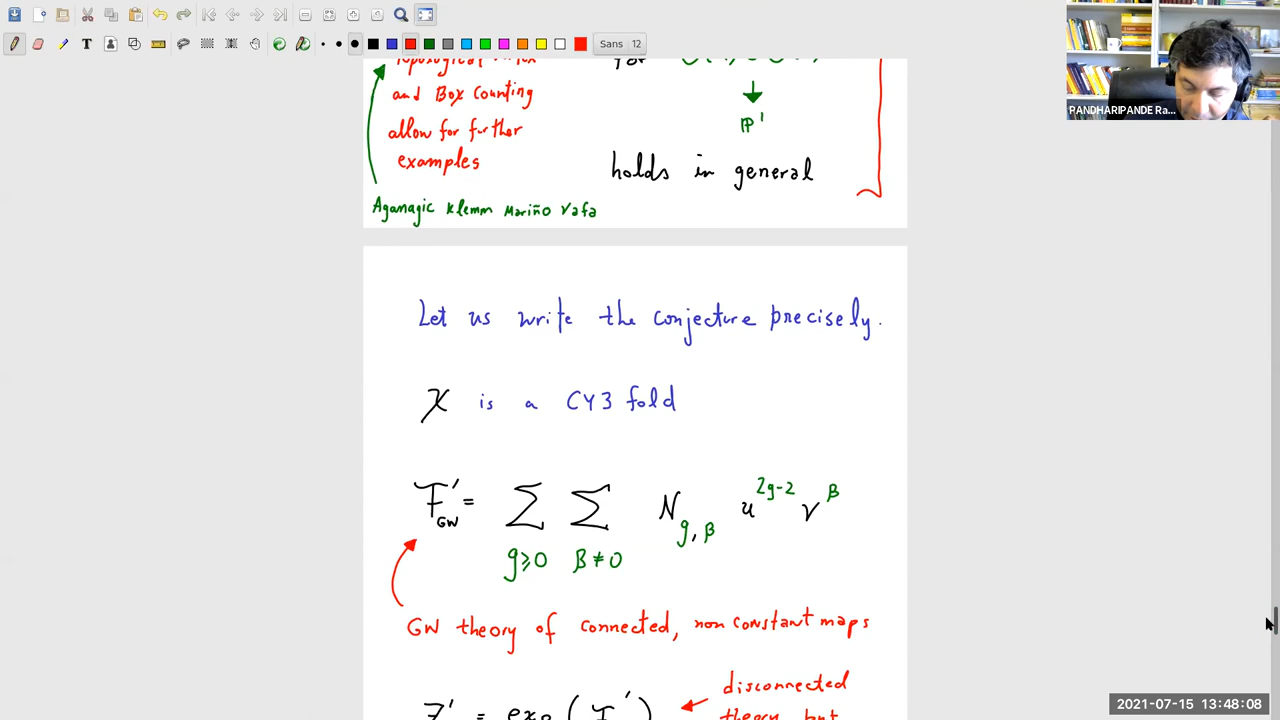 Sans 12
and Box counting
allow for further
examples
Aganagic Klemm Mariño Vafa
ℙ¹
holds in general
Let us write the conjecture precisely.
X is a CY3 fold
F'_GW = ∑_{g≥0} ∑_{β≠0} N_{g,β} u^{2g-2} v^β
GW theory of connected, non constant maps
disconnected
PANDHARIPANDE Ra...
2021-07-15 13:48:08